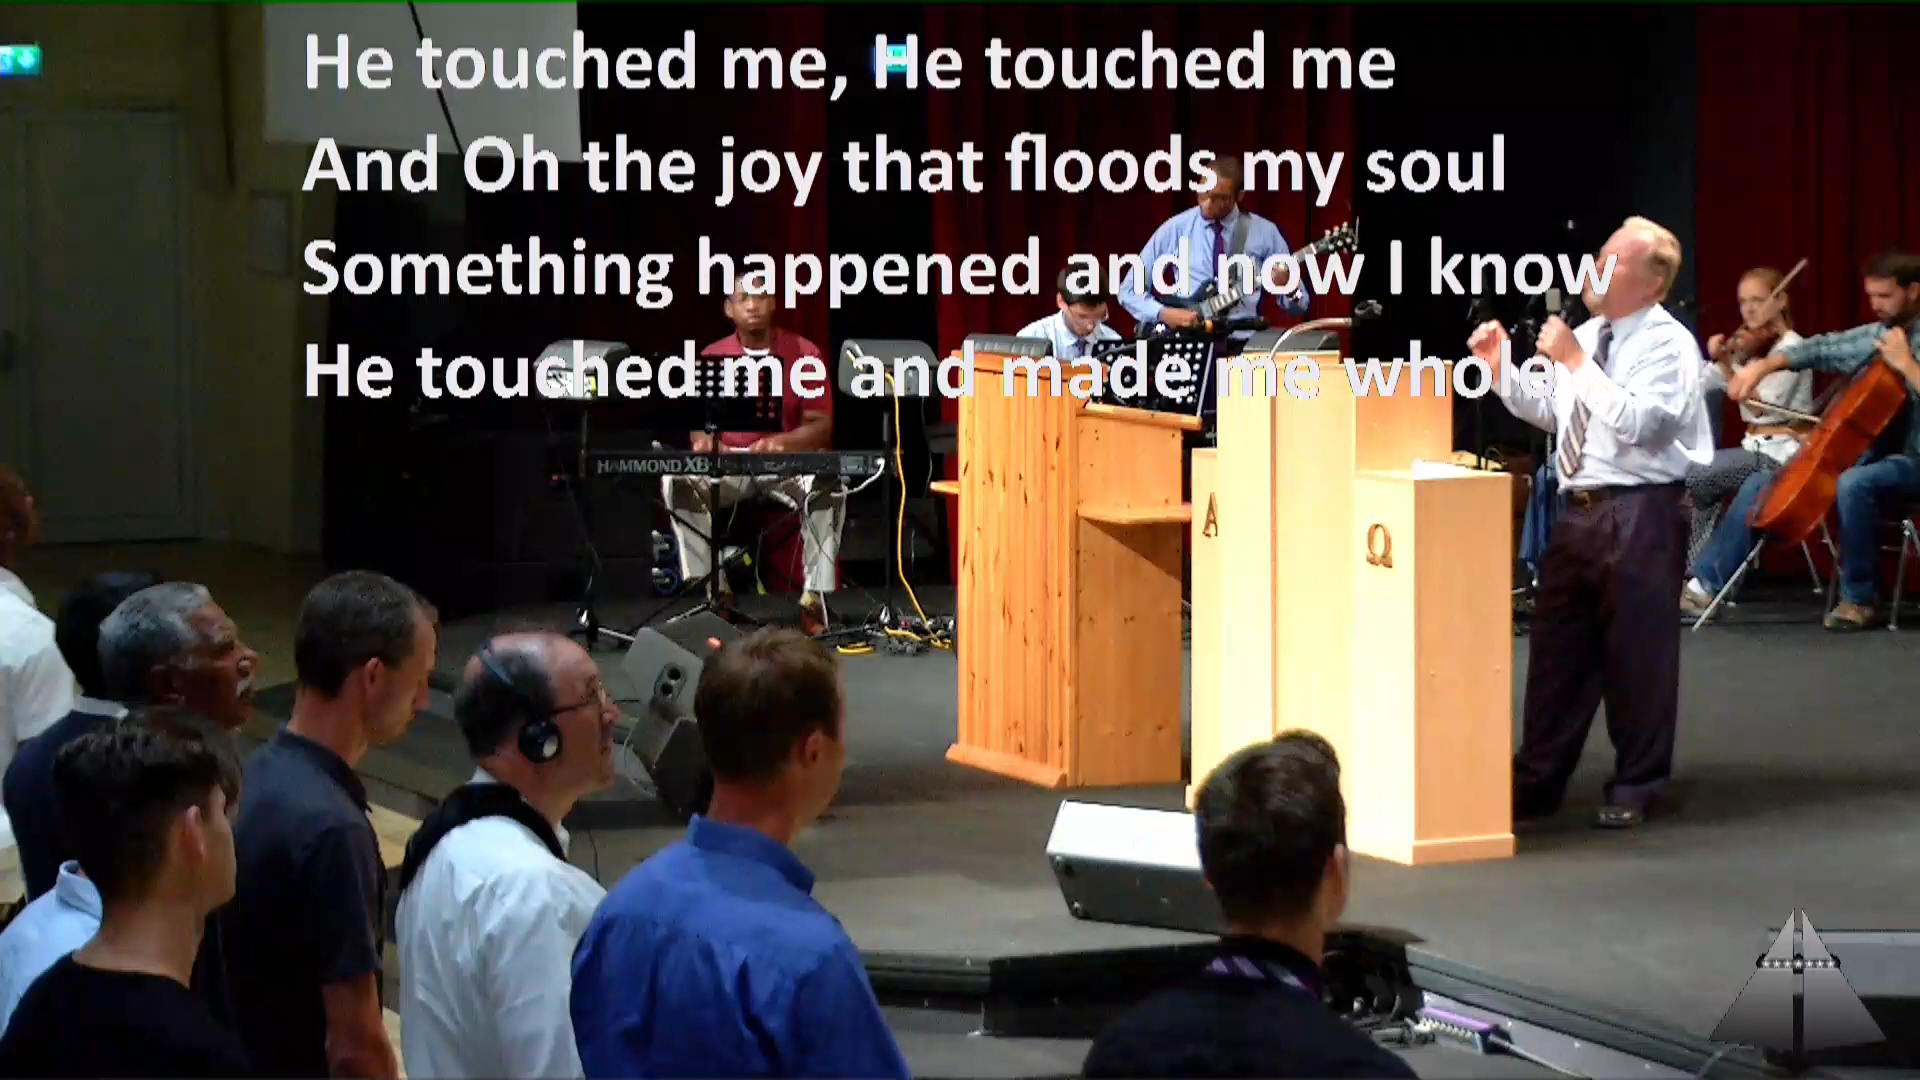 He touched me, He touched me
And Oh the joy that floods my soul
Something happened and now I know
He touched me and made me whole
HAMMOND XB
A
Ω